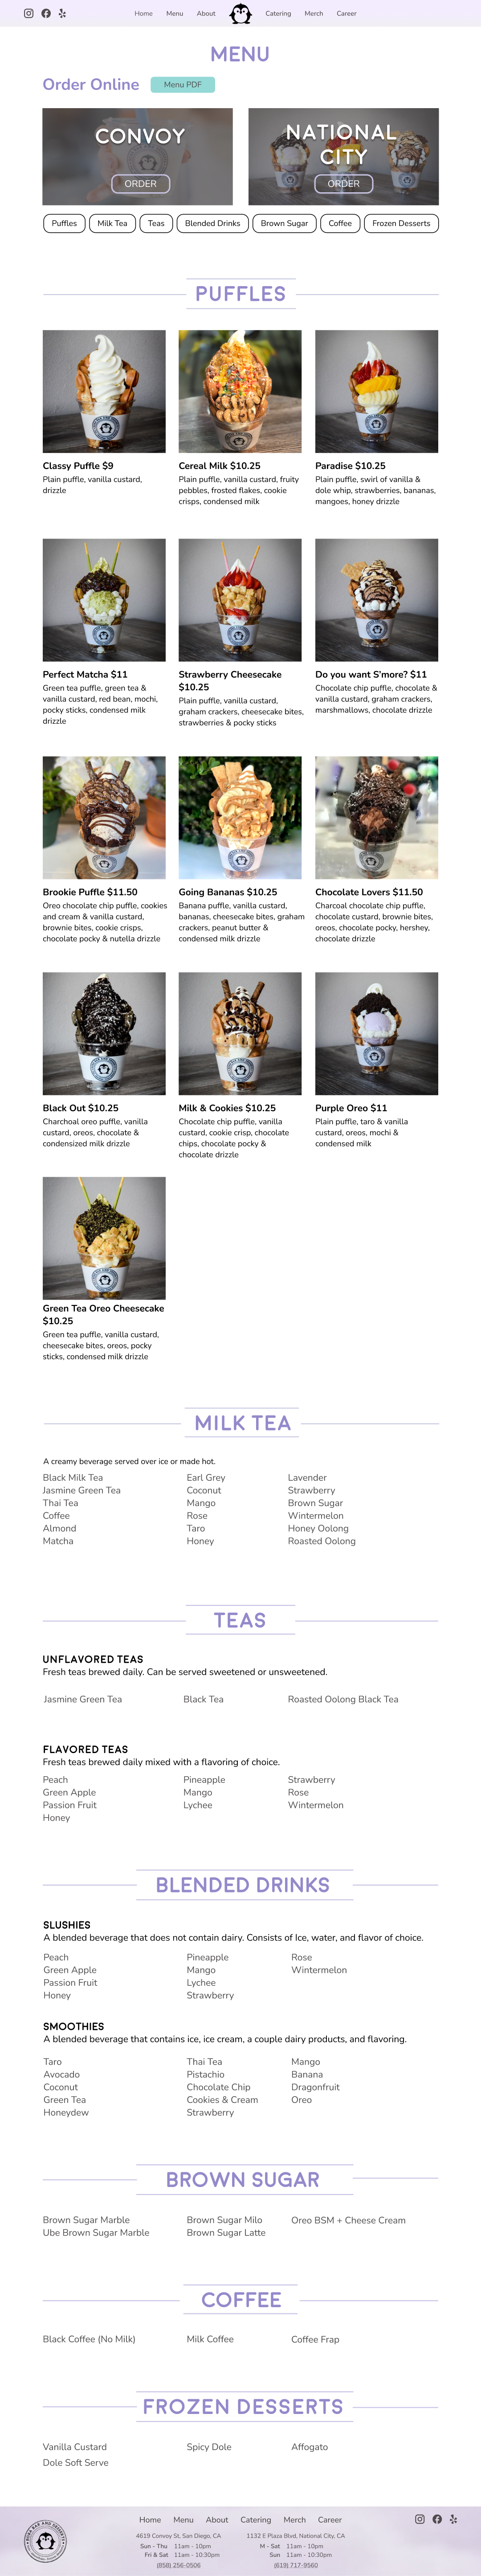 Home Menu About Catering Merch Career
MENU
Order Online Menu PDF
CONVOY
ORDER
NATIONAL
CITY
ORDER
Puffles Milk Tea Teas Blended Drinks Brown Sugar Coffee Frozen Desserts
PUFFLES
Classy Puffle $9
Plain puffle, vanilla custard,
drizzle
Cereal Milk $10.25
Plain puffle, vanilla custard, fruity
pebbles, frosted flakes, cookie
crisps, condensed milk
Paradise $10.25
Plain puffle, swirl of vanilla &
dole whip, strawberries, bananas,
mangoes, honey drizzle
Perfect Matcha $11
Green tea puffle, green tea &
vanilla custard, red bean, mochi,
pocky sticks, condensed milk
drizzle
Strawberry Cheesecake
$10.25
Plain puffle, vanilla custard,
graham crackers, cheesecake bites,
strawberries & pocky sticks
Do you want S'more? $11
Chocolate chip puffle, chocolate &
vanilla custard, graham crackers,
marshmallows, chocolate drizzle
Brookie Puffle $11.50
Oreo chocolate chip puffle, cookies
and cream & vanilla custard,
brownie bites, cookie crisps,
chocolate pocky & nutella drizzle
Going Bananas $10.25
Banana puffle, vanilla custard,
bananas, cheesecake bites, graham
crackers, peanut butter &
condensed milk drizzle
Chocolate Lovers $11.50
Charcoal chocolate chip puffle,
chocolate custard, brownie bites,
oreos, chocolate pocky, hershey,
chocolate drizzle
Black Out $10.25
Charchoal oreo puffle, vanilla
custard, oreos, chocolate &
condensized milk drizzle
Milk & Cookies $10.25
Chocolate chip puffle, vanilla
custard, cookie crisp, chocolate
chips, chocolate pocky &
chocolate drizzle
Purple Oreo $11
Plain puffle, taro & vanilla
custard, oreos, mochi &
condensed milk
Green Tea Oreo Cheesecake
$10.25
Green tea puffle, vanilla custard,
cheesecake bites, oreos, pocky
sticks, condensed milk drizzle
MILK TEA
A creamy beverage served over ice or made hot.
Black Milk Tea Earl Grey Lavender
Jasmine Green Tea Coconut Strawberry
Thai Tea Mango Brown Sugar
Coffee Rose Wintermelon
Almond Taro Honey Oolong
Matcha Honey Roasted Oolong
TEAS
UNFLAVORED TEAS
Fresh teas brewed daily. Can be served sweetened or unsweetened.
Jasmine Green Tea Black Tea Roasted Oolong Black Tea
FLAVORED TEAS
Fresh teas brewed daily mixed with a flavoring of choice.
Peach Pineapple Strawberry
Green Apple Mango Rose
Passion Fruit Lychee Wintermelon
Honey
BLENDED DRINKS
SLUSHIES
A blended beverage that does not contain dairy. Consists of Ice, water, and flavor of choice.
Peach Pineapple Rose
Green Apple Mango Wintermelon
Passion Fruit Lychee
Honey Strawberry
SMOOTHIES
A blended beverage that contains ice, ice cream, a couple dairy products, and flavoring.
Taro Thai Tea Mango
Avocado Pistachio Banana
Coconut Chocolate Chip Dragonfruit
Green Tea Cookies & Cream Oreo
Honeydew Strawberry
BROWN SUGAR
Brown Sugar Marble Brown Sugar Milo Oreo BSM + Cheese Cream
Ube Brown Sugar Marble Brown Sugar Latte
COFFEE
Black Coffee (No Milk) Milk Coffee Coffee Frap
FROZEN DESSERTS
Vanilla Custard Spicy Dole Affogato
Dole Soft Serve
Home Menu About Catering Merch Career
4619 Convoy St, San Diego, CA
Sun - Thu 11am - 10pm
Fri & Sat 11am - 10:30pm
(858) 256-0506
1132 E Plaza Blvd, National City, CA
M - Sat 11am - 10pm
Sun 11am - 10:30pm
(619) 717-9560